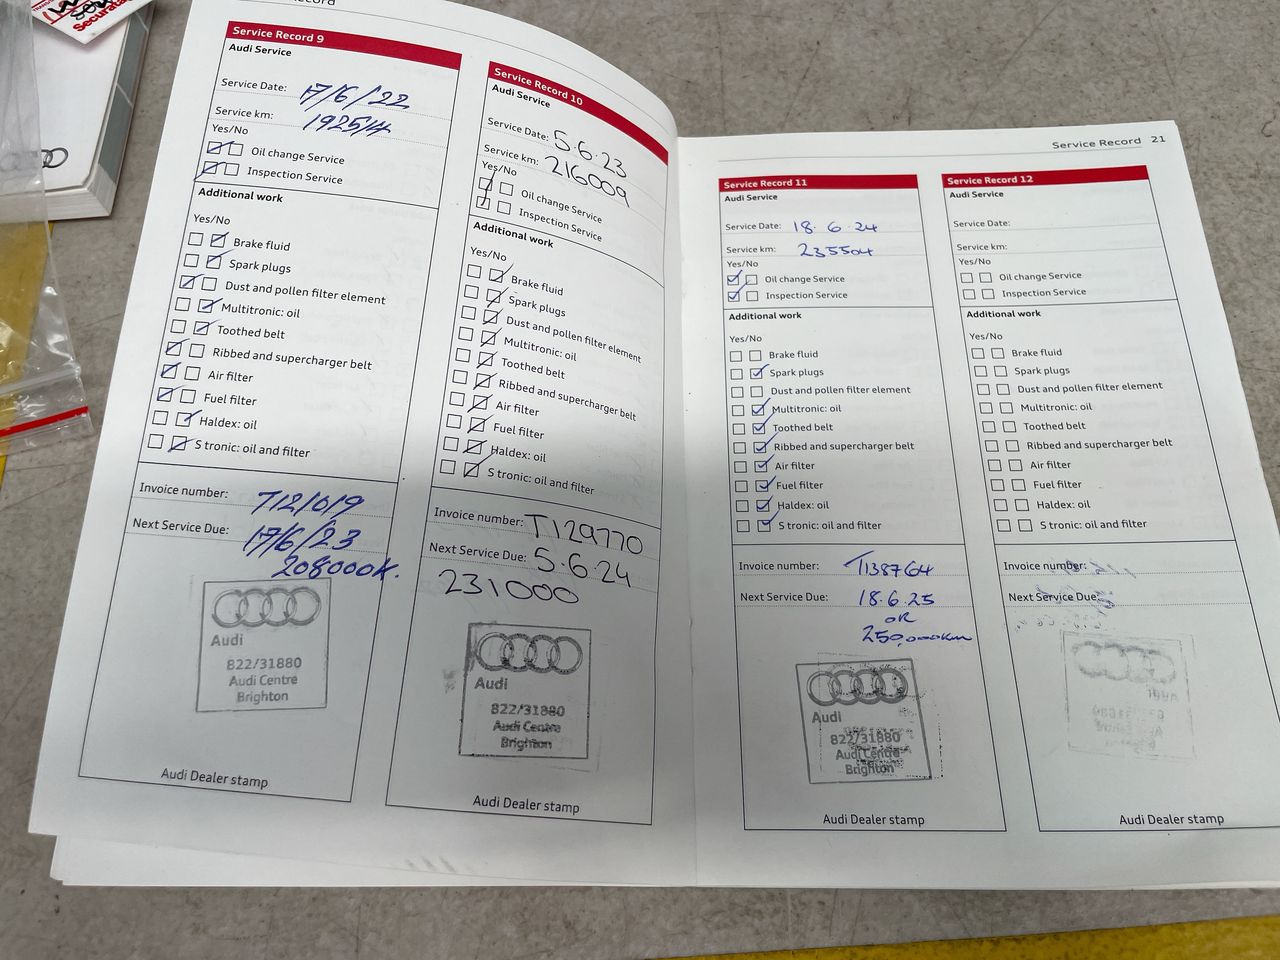 Record
Service Record 9
Audi Service
Service Date: 17/6/22
Service km: 192514
Yes/No
Oil change Service
Inspection Service
Additional work
Yes/No
Brake fluid
Spark plugs
Dust and pollen filter element
Multitronic: oil
Toothed belt
Ribbed and supercharger belt
Air filter
Fuel filter
Haldex: oil
S tronic: oil and filter
Invoice number: T121019
Next Service Due: 17/6/23
208000K.
Audi
822/31880
Audi Centre
Brighton
Audi Dealer stamp
Service Record 10
Audi Service
Service Date: 5.6.23
Service km: 216009
Yes/No
Oil change Service
Inspection Service
Additional work
Yes/No
Brake fluid
Spark plugs
Dust and pollen filter element
Multitronic: oil
Toothed belt
Ribbed and supercharger belt
Air filter
Fuel filter
Haldex: oil
S tronic: oil and filter
Invoice number: T129770
Next Service Due: 5.6.24
231000
Audi
822/31880
Audi Centre
Brighton
Audi Dealer stamp
Service Record 21
Service Record 11
Audi Service
Service Date: 18.6.24
Service km: 235504
Yes/No
Oil change Service
Inspection Service
Additional work
Yes/No
Brake fluid
Spark plugs
Dust and pollen filter element
Multitronic: oil
Toothed belt
Ribbed and supercharger belt
Air filter
Fuel filter
Haldex: oil
S tronic: oil and filter
Invoice number: T138764
Next Service Due: 18.6.25
OR
250,000km
Audi
822/31880
Audi Centre
Brighton
Audi Dealer stamp
Service Record 12
Audi Service
Service Date:
Service km:
Yes/No
Oil change Service
Inspection Service
Additional work
Yes/No
Brake fluid
Spark plugs
Dust and pollen filter element
Multitronic: oil
Toothed belt
Ribbed and supercharger belt
Air filter
Fuel filter
Haldex: oil
S tronic: oil and filter
Invoice number:
Next Service Due:
Audi Dealer stamp